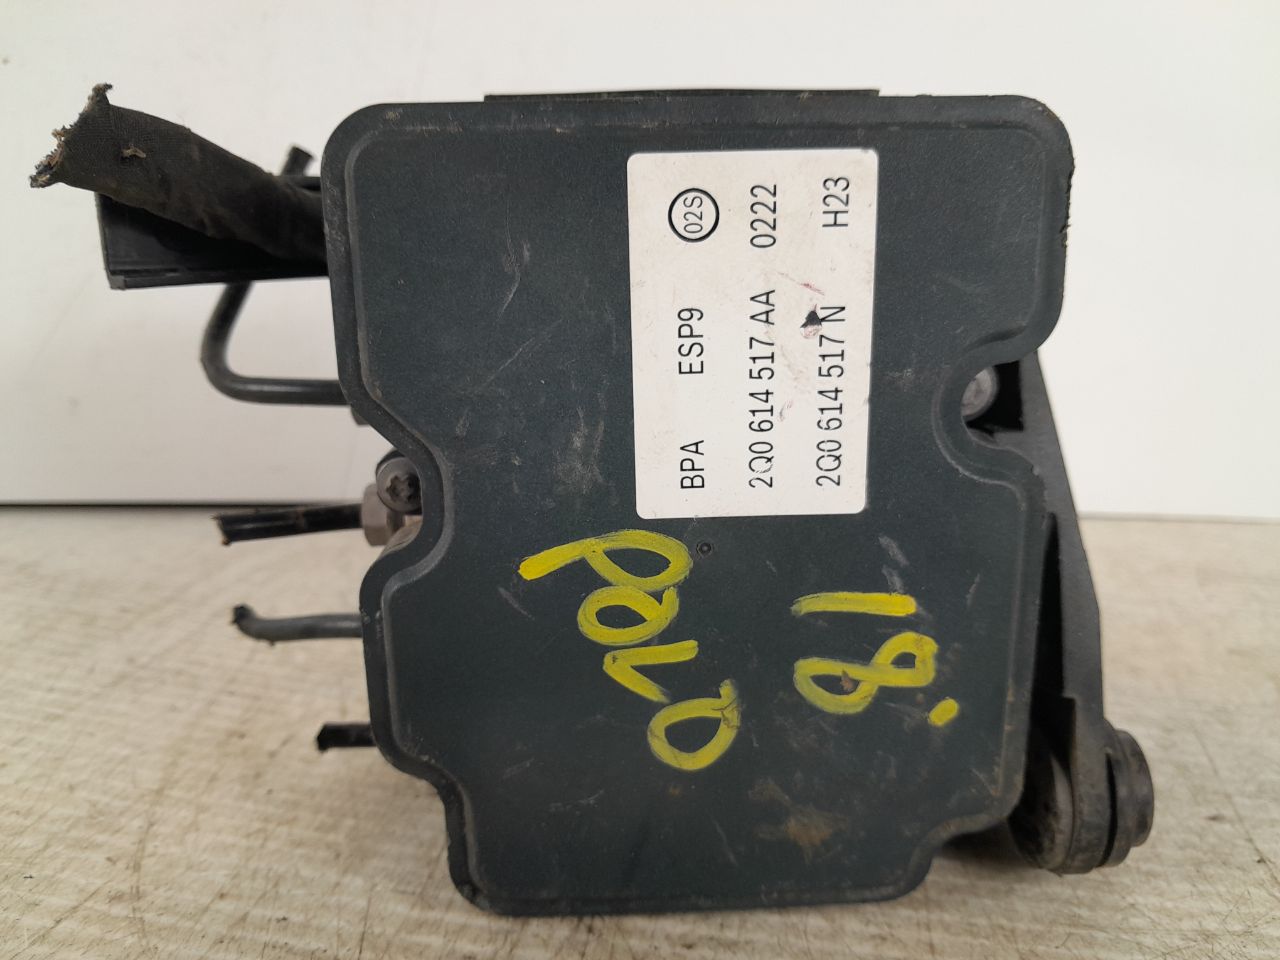 BPA ESP9 02S
2Q0 614 517 AA 0222
2Q0 614 517 N H23
18.
POLO